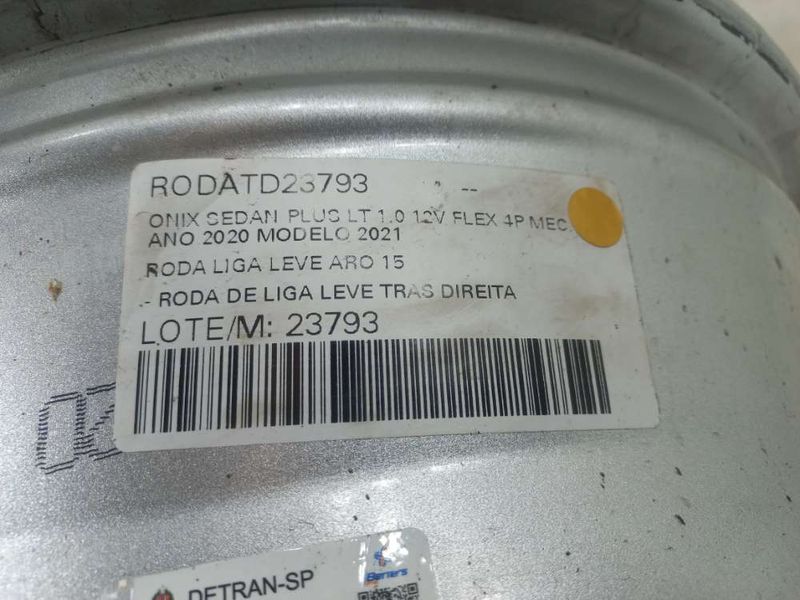 RODATD23793 --
ONIX SEDAN PLUS LT 1.0 12V FLEX 4P MEC
ANO 2020 MODELO 2021
RODA LIGA LEVE ARO 15
- RODA DE LIGA LEVE TRAS DIREITA
LOTE/M: 23793
DETRAN-SP